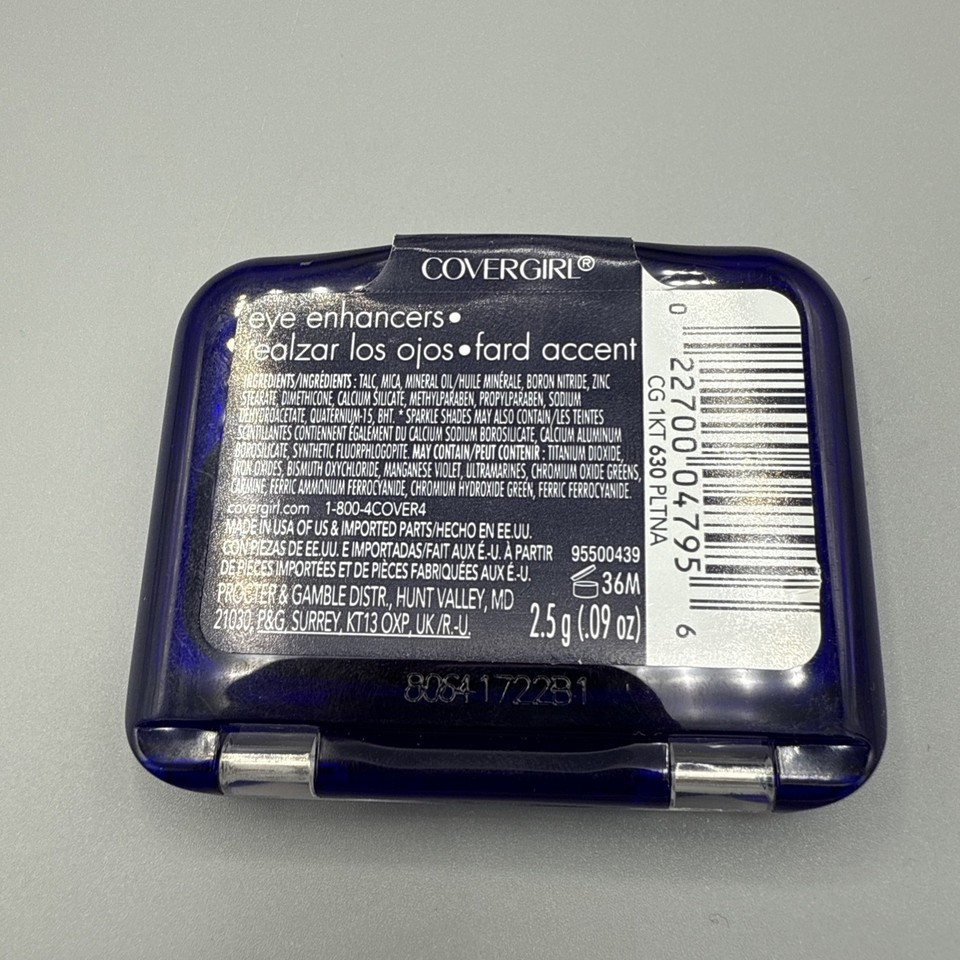 COVERGIRL®
eye enhancers•
realzar los ojos•fard accent
INGREDIENTS/INGRÉDIENTS : TALC, MICA, MINERAL OIL/HUILE MINÉRALE, BORON NITRIDE, ZINC
STEARATE, DIMETHICONE, CALCIUM SILICATE, METHYLPARABEN, PROPYLPARABEN, SODIUM
DEHYDROACETATE, QUATERNIUM-15, BHT. * SPARKLE SHADES MAY ALSO CONTAIN/LES TEINTES
SCINTILLANTES CONTIENNENT ÉGALEMENT DU CALCIUM SODIUM BOROSILICATE, CALCIUM ALUMINUM
BOROSILICATE, SYNTHETIC FLUORPHLOGOPITE. MAY CONTAIN/PEUT CONTENIR : TITANIUM DIOXIDE,
IRON OXIDES, BISMUTH OXYCHLORIDE, MANGANESE VIOLET, ULTRAMARINES, CHROMIUM OXIDE GREENS,
CARMINE, FERRIC AMMONIUM FERROCYANIDE, CHROMIUM HYDROXIDE GREEN, FERRIC FERROCYANIDE.
covergirl.com 1-800-4COVER4
MADE IN USA OF US & IMPORTED PARTS/HECHO EN EE.UU.
CON PIEZAS DE EE.UU. E IMPORTADAS/FAIT AUX É.-U. À PARTIR
DE PIÈCES IMPORTÉES ET DE PIÈCES FABRIQUÉES AUX É.-U.
95500439
36M
PROCTER & GAMBLE DISTR., HUNT VALLEY, MD
21030, P&G, SURREY, KT13 OXP, UK /R.-U.
2.5 g (.09 oz)
0 22700 04795 6
CG 1KT 630 PLTNA